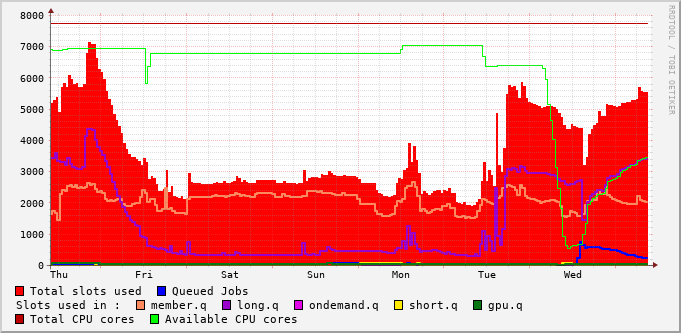 8000
7000
6000
5000
4000
3000
2000
1000
0
Thu Fri Sat Sun Mon Tue Wed
RRDTOOL / TOBI OETIKER
Total slots used Queued Jobs
Slots used in : member.q long.q ondemand.q short.q gpu.q
Total CPU cores Available CPU cores